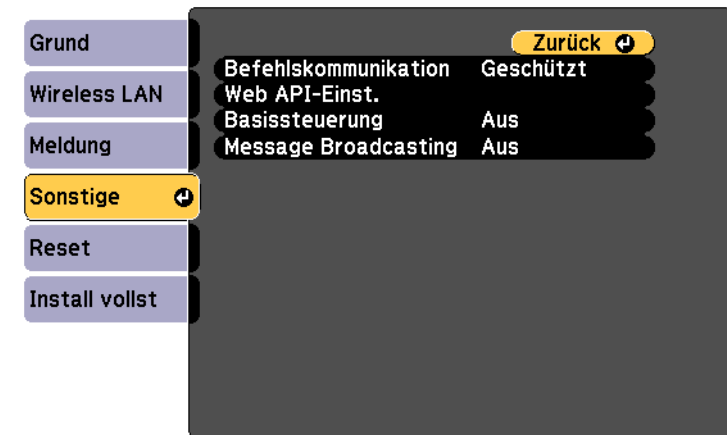 Grund
Wireless LAN
Meldung
Sonstige
Reset
Install vollst
Zurück
Befehlskommunikation Geschützt
Web API-Einst.
Basissteuerung Aus
Message Broadcasting Aus